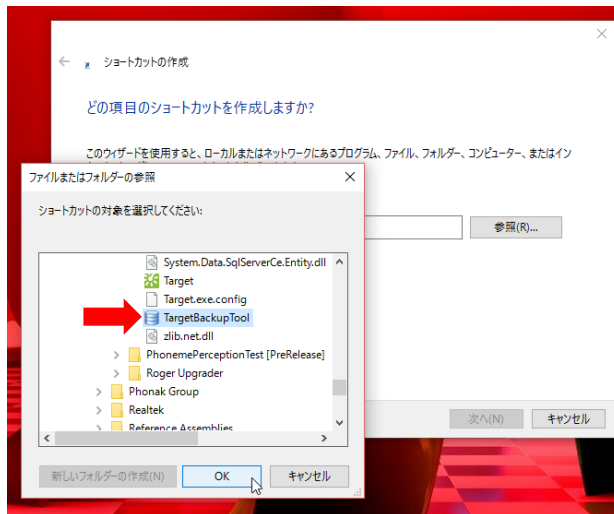 ショートカットの作成
どの項目のショートカットを作成しますか?
このウィザードを使用すると、ローカルまたはネットワークにあるプログラム、ファイル、フォルダー、コンピューター、またはイン
ファイルまたはフォルダーの参照
ショートカットの対象を選択してください:
参照(R)...
System.Data.SqlServerCe.Entity.dll
Target
Target.exe.config
TargetBackupTool
zlib.net.dll
PhonemePerceptionTest [PreRelease]
Roger Upgrader
Phonak Group
Realtek
Reference Assemblies
新しいフォルダーの作成(N)
OK
キャンセル
次へ(N)
キャンセル